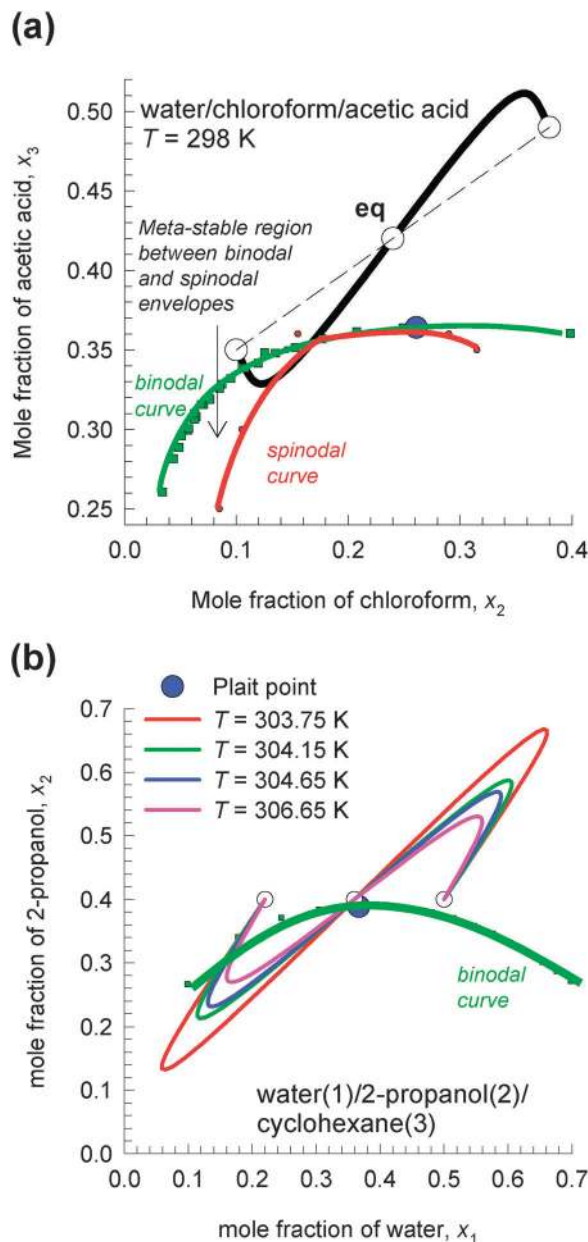 (a)
water/chloroform/acetic acid
T = 298 K
0.50
0.45
0.40
0.35
0.30
0.25
Mole fraction of acetic acid, x3
eq
Meta-stable region
between binodal
and spinodal
envelopes
binodal
curve
spinodal
curve
0.0 0.1 0.2 0.3 0.4
Mole fraction of chloroform, x2
(b)
Plait point
T = 303.75 K
T = 304.15 K
T = 304.65 K
T = 306.65 K
0.7
0.6
0.5
0.4
0.3
0.2
0.1
0.0
mole fraction of 2-propanol, x2
binodal
curve
water(1)/2-propanol(2)/
cyclohexane(3)
0.0 0.1 0.2 0.3 0.4 0.5 0.6 0.7
mole fraction of water, x1